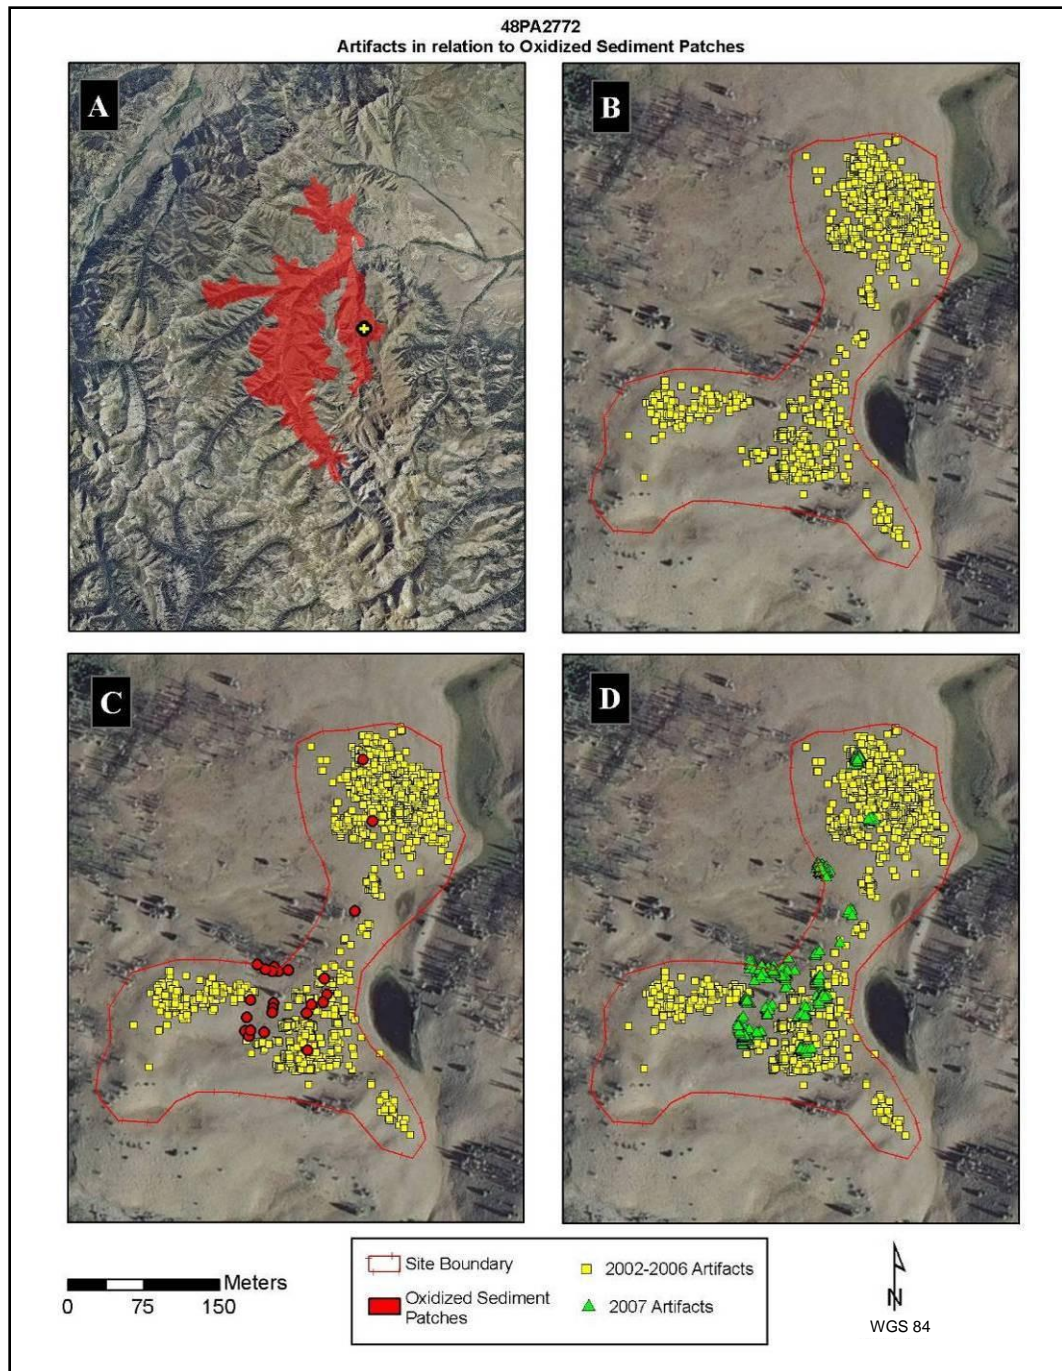 48PA2772
Artifacts in relation to Oxidized Sediment Patches
A
B
C
D
Meters
0 75 150
Site Boundary
Oxidized Sediment
Patches
2002-2006 Artifacts
2007 Artifacts
N
WGS 84